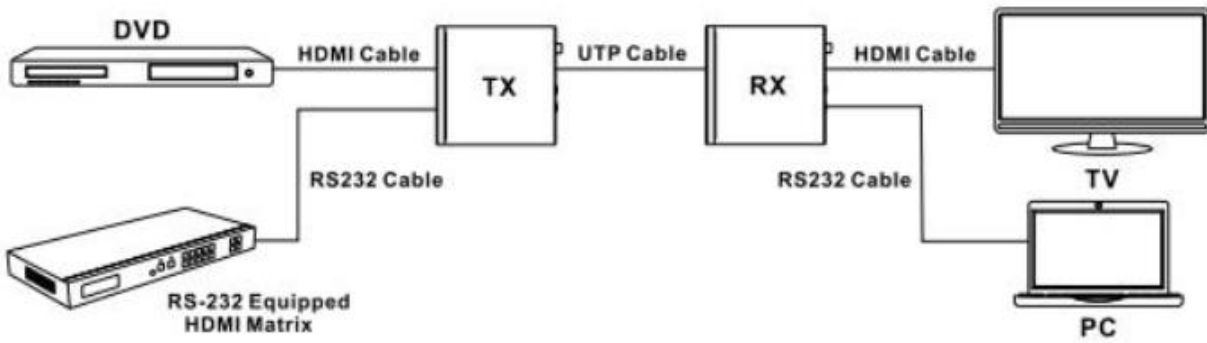 DVD
HDMI Cable
UTP Cable
HDMI Cable
TX
RX
RS232 Cable
RS232 Cable
TV
RS-232 Equipped
HDMI Matrix
PC